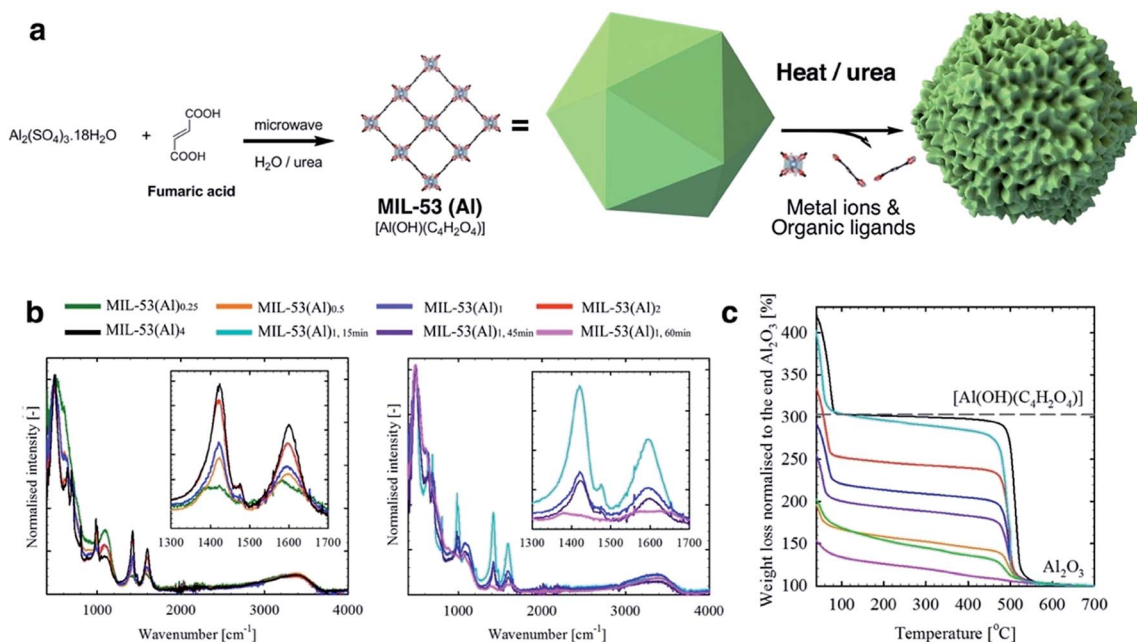 a
Al2(SO4)3.18H2O
+
COOH
COOH
Fumaric acid
microwave
H2O / urea
MIL-53 (Al)
[Al(OH)(C4H2O4)]
=
Heat / urea
Metal ions &
Organic ligands
b
MIL-53(Al)0.25
MIL-53(Al)0.5
MIL-53(Al)1
MIL-53(Al)2
MIL-53(Al)4
MIL-53(Al)1, 15min
MIL-53(Al)1, 45min
MIL-53(Al)1, 60min
Normalised intensity [-]
1300 1400 1500 1600 1700
1000 2000 3000 4000
Wavenumber [cm-1]
Normalised intensity [-]
1300 1400 1500 1600 1700
1000 2000 3000 4000
Wavenumber [cm-1]
c
Weight loss normalised to the end Al2O3 [%]
400
350
300
250
200
150
100
[Al(OH)(C4H2O4)]
Al2O3
100 200 300 400 500 600 700
Temperature [oC]